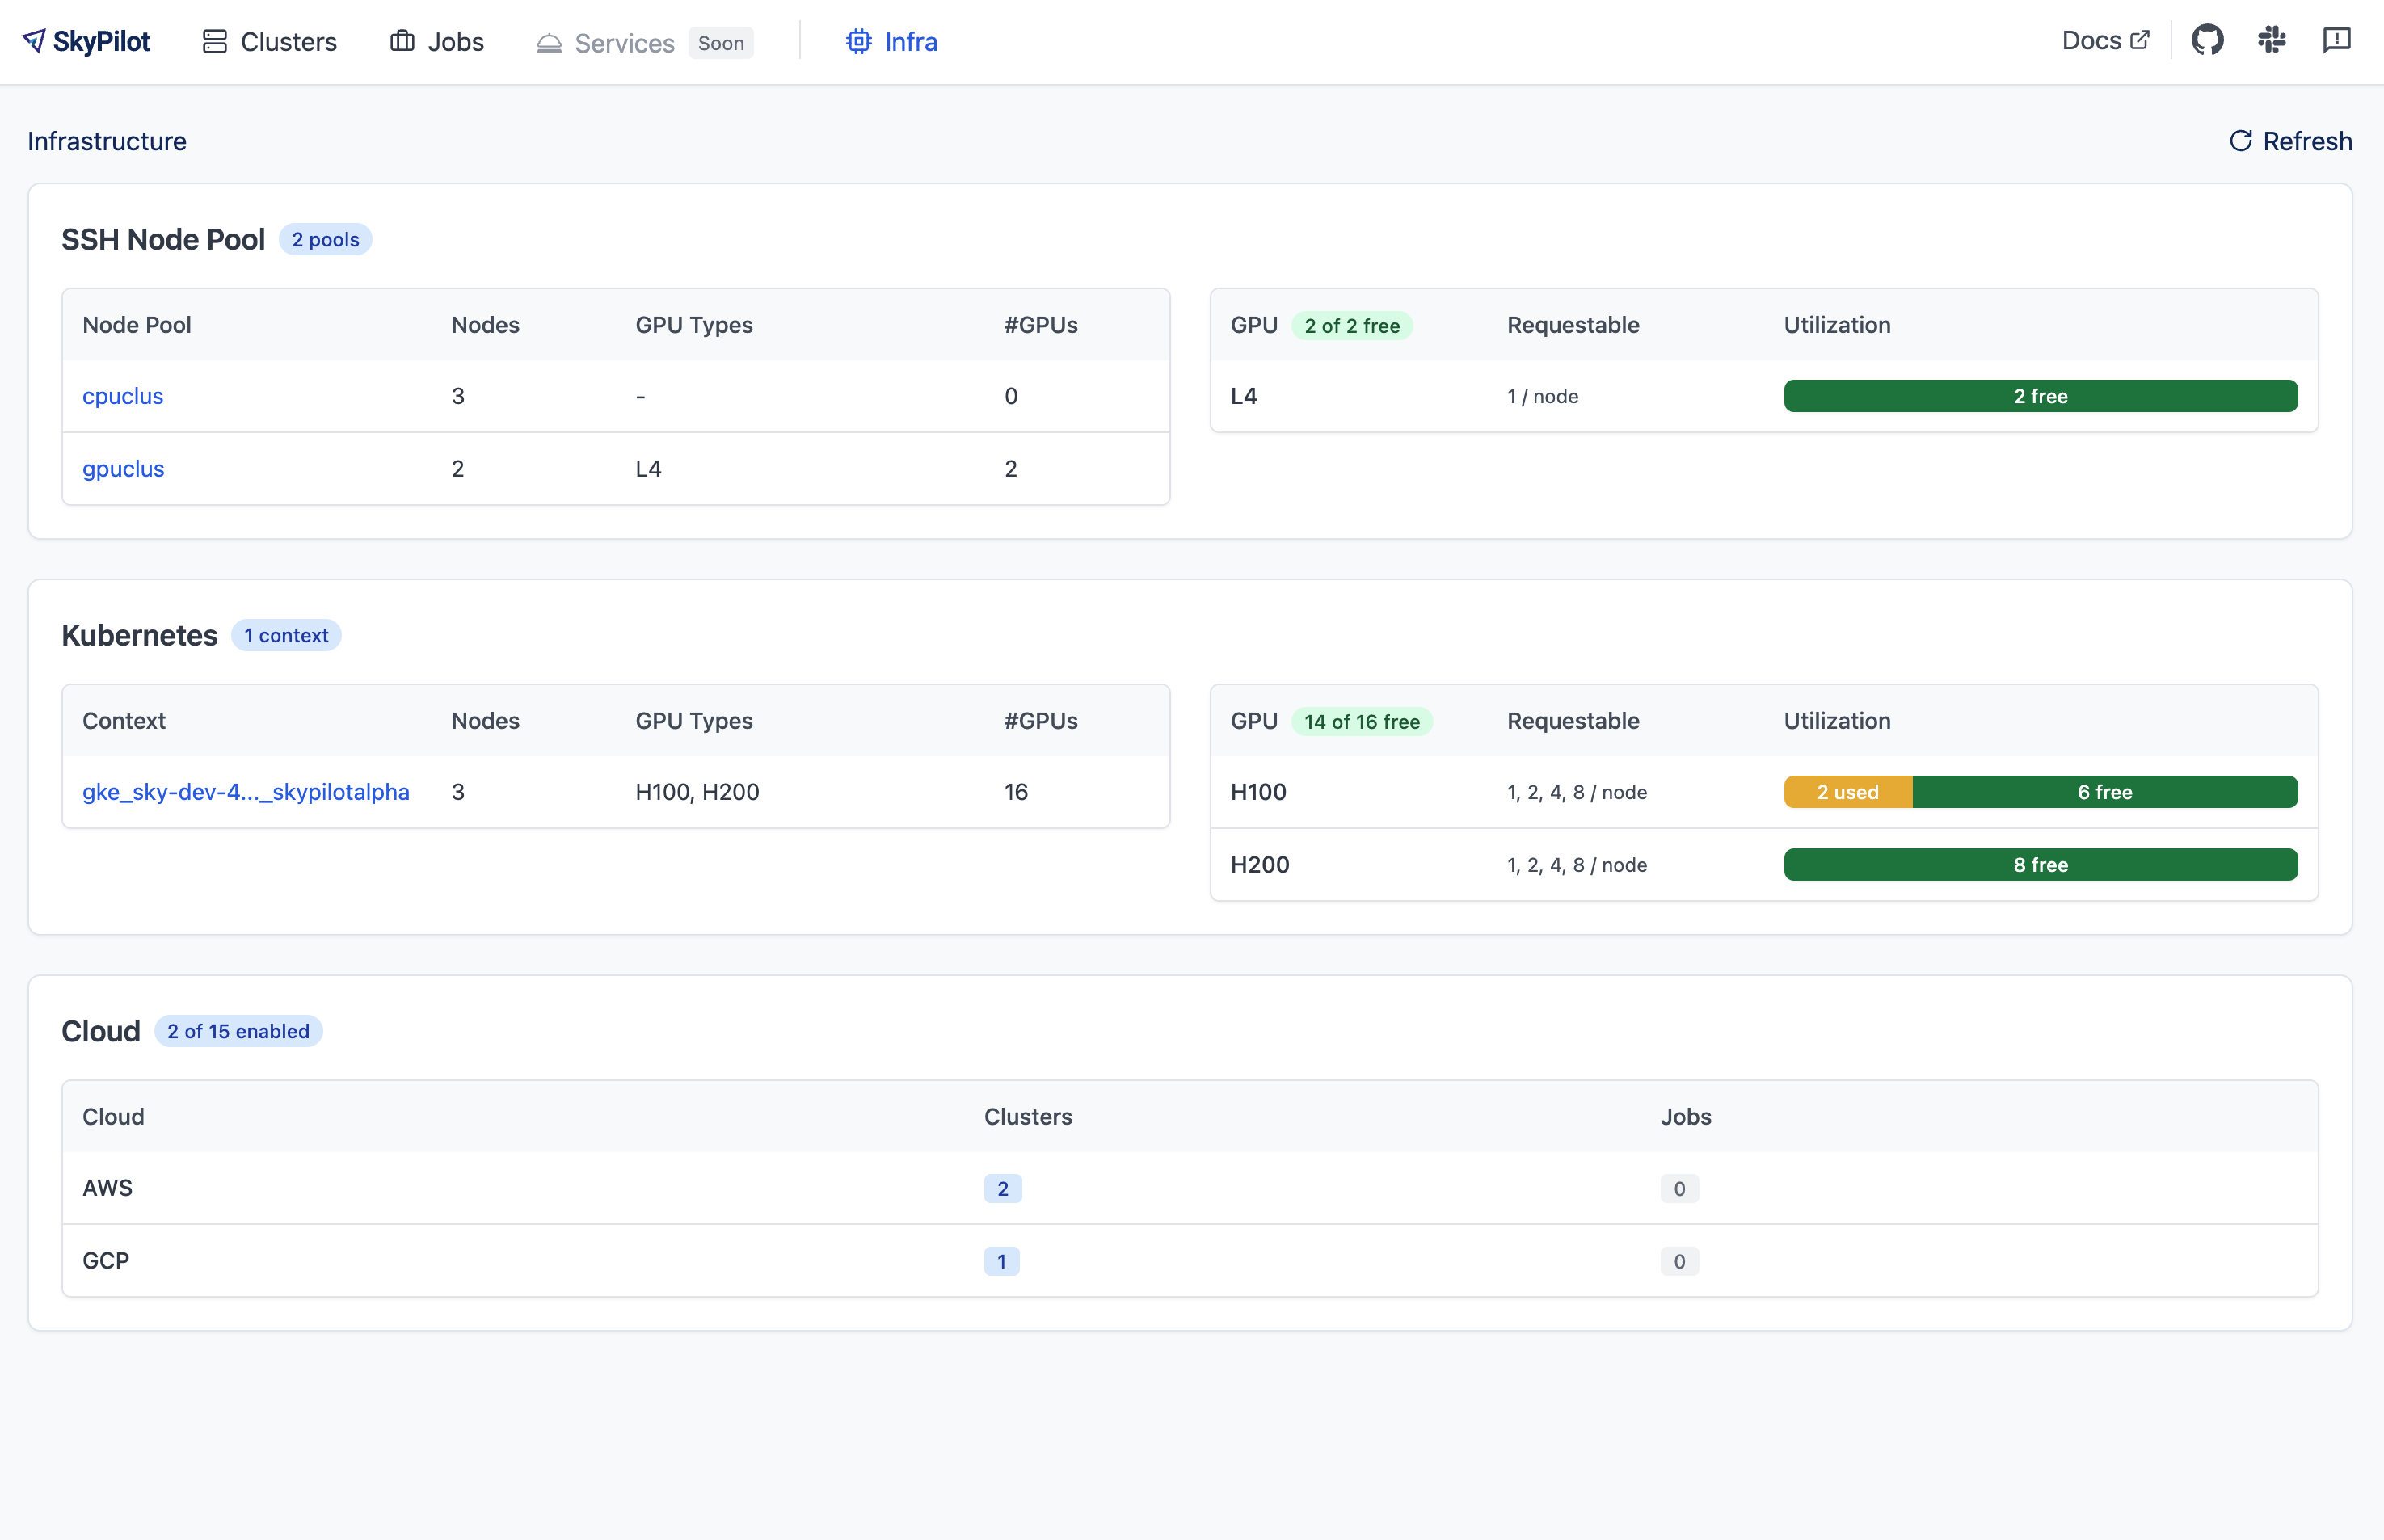 SkyPilot Clusters Jobs Services Soon Infra Docs
Infrastructure Refresh
SSH Node Pool 2 pools
Node Pool Nodes GPU Types #GPUs
cpuclus 3 - 0
gpuclus 2 L4 2
GPU 2 of 2 free Requestable Utilization
L4 1 / node 2 free
Kubernetes 1 context
Context Nodes GPU Types #GPUs
gke_sky-dev-4..._skypilotalpha 3 H100, H200 16
GPU 14 of 16 free Requestable Utilization
H100 1, 2, 4, 8 / node 2 used 6 free
H200 1, 2, 4, 8 / node 8 free
Cloud 2 of 15 enabled
Cloud Clusters Jobs
AWS 2 0
GCP 1 0